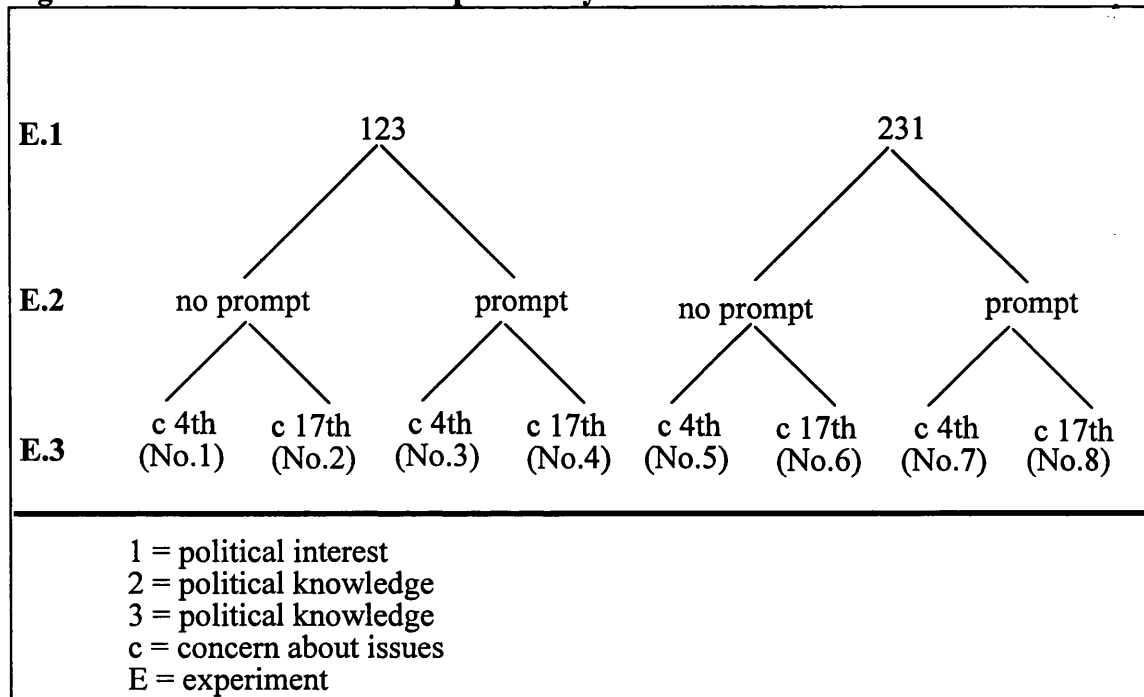 E.1 123 231
E.2 no prompt prompt no prompt prompt
c 4th c 17th c 4th c 17th c 4th c 17th c 4th c 17th
E.3 (No.1) (No.2) (No.3) (No.4) (No.5) (No.6) (No.7) (No.8)
1 = political interest
2 = political knowledge
3 = political knowledge
c = concern about issues
E = experiment